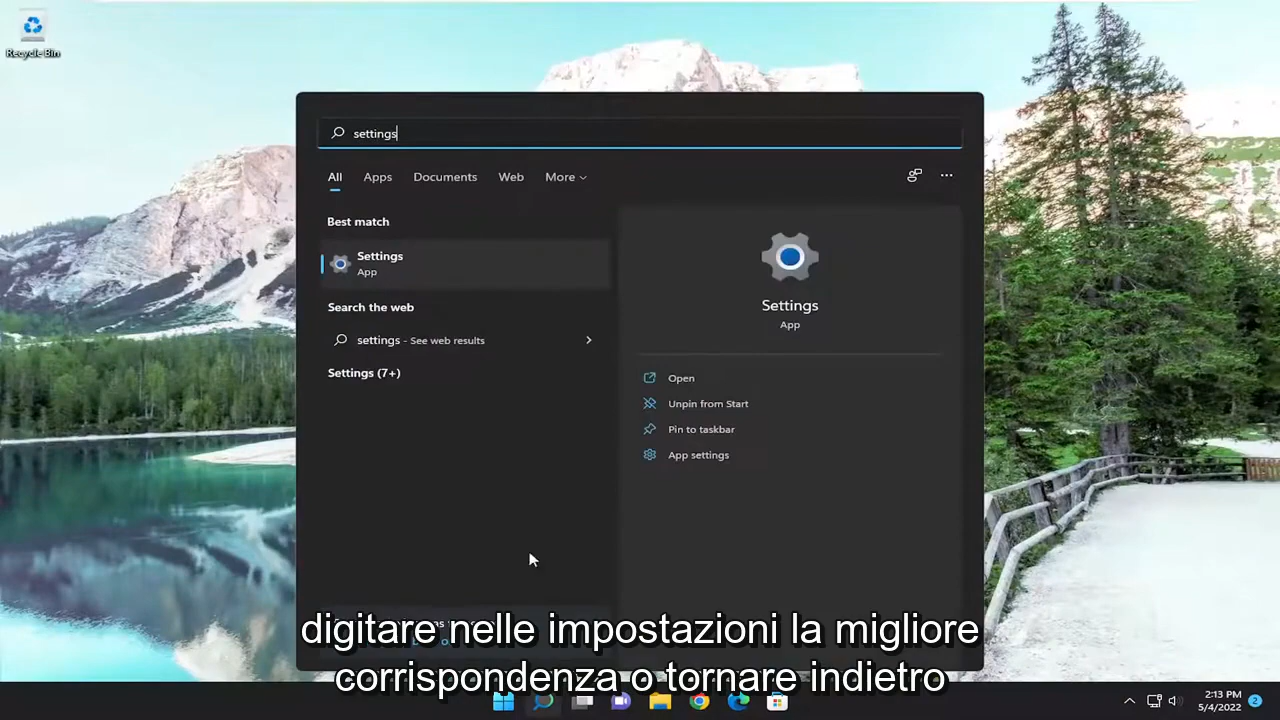 Recycle Bin
settings
All Apps Documents Web More
Best match
Settings
App
Search the web
settings - See web results
Settings (7+)
Settings
App
Open
Unpin from Start
Pin to taskbar
App settings
digitare nelle impostazioni la migliore
corrispondenza o tornare indietro
2:13 PM
5/4/2022
2